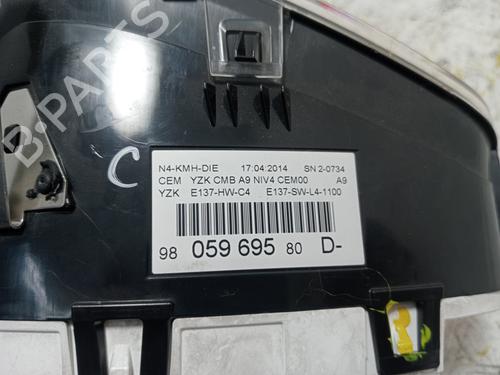 B-PARTS
C
N4-KMH-DIE 17:04:2014 SN 2-0734
CEM YZK CMB A9 NIV4 CEM00 A9
YZK E137-HW-C4 E137-SW-L4-1100
98 059 695 80 D-